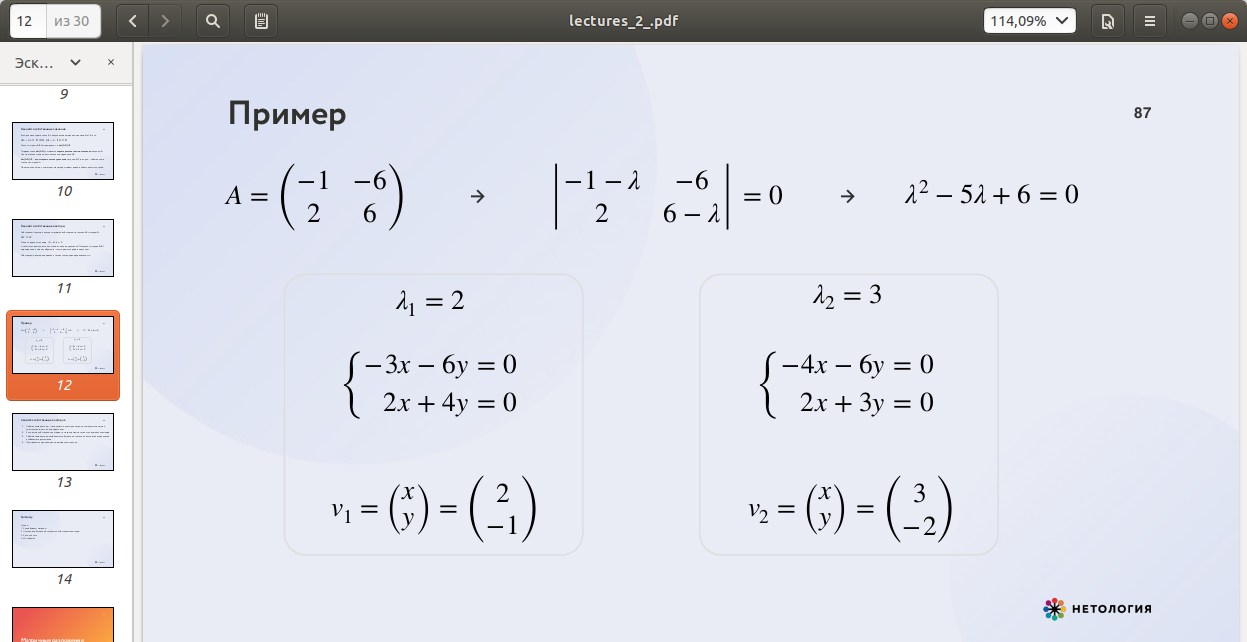 12 из 30
lectures_2_.pdf
114,09%
Эск...
9
10
11
12
13
14
Пример
87
A = (−1 −6
2 6) → |−1 − λ −6
2 6 − λ| = 0 → λ² − 5λ + 6 = 0
λ₁ = 2
{−3x − 6y = 0
2x + 4y = 0
v₁ = (x
y) = (2
−1)
λ₂ = 3
{−4x − 6y = 0
2x + 3y = 0
v₂ = (x
y) = (3
−2)
НЕТОЛОГИЯ